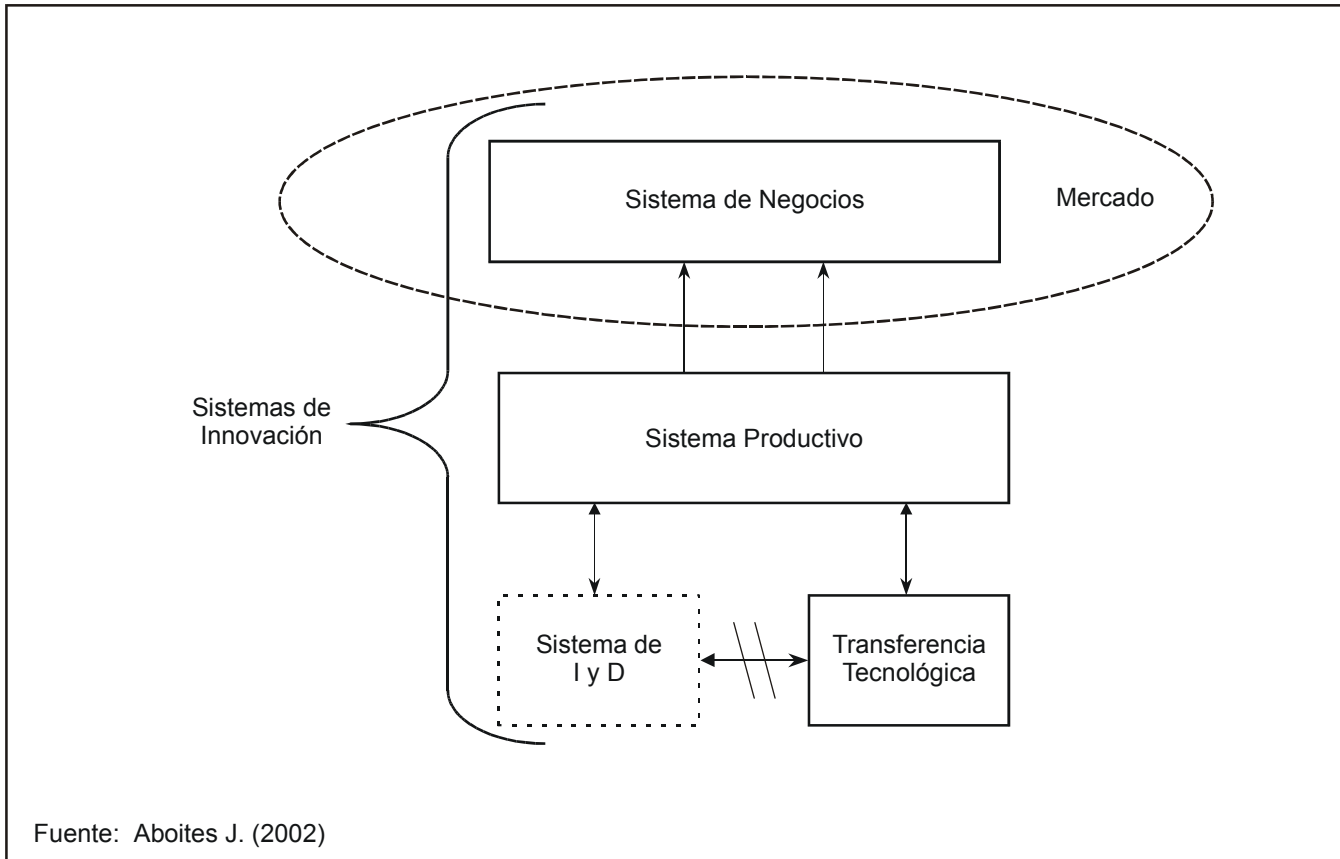 Sistema de Negocios
Mercado
Sistemas de
Innovación
Sistema Productivo
Sistema de
I y D
Transferencia
Tecnológica
Fuente: Aboites J. (2002)